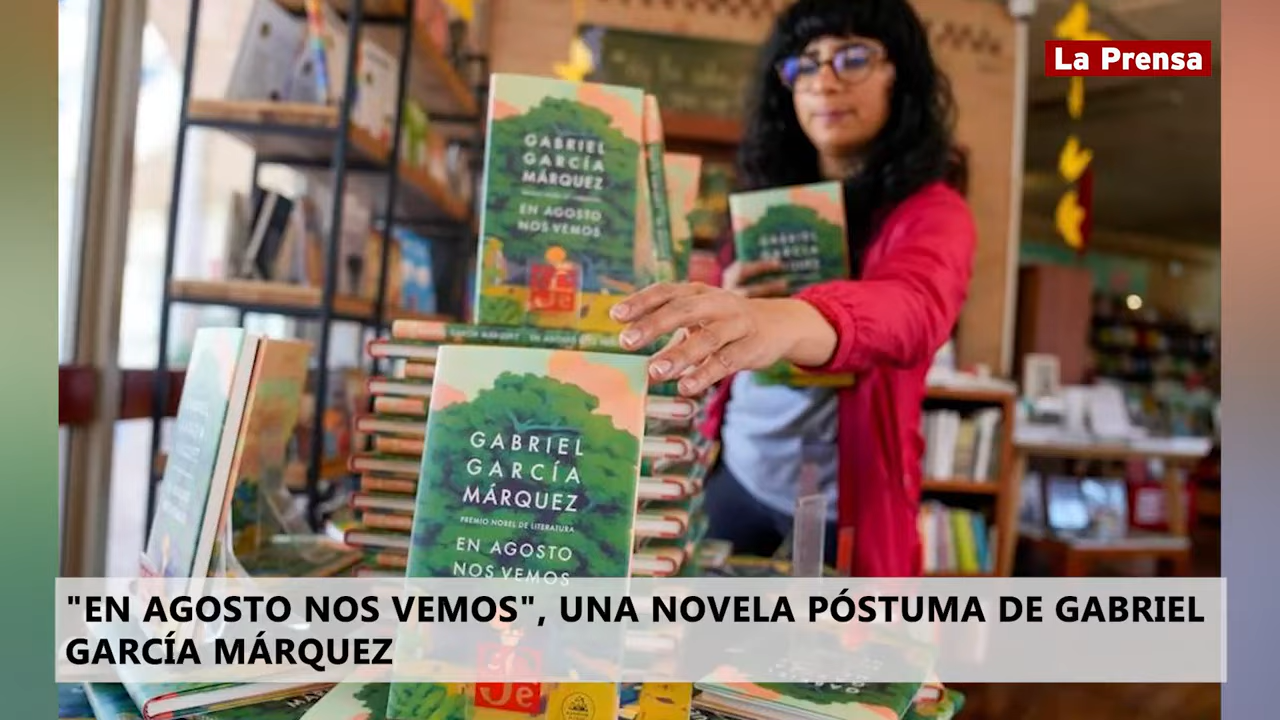 La Prensa
GABRIEL
GARCÍA
MÁRQUEZ
EN AGOSTO
NOS VEMOS
GABRIEL
GARCÍA
GABRIEL
GARCÍA
MÁRQUEZ
PREMIO NOBEL DE LITERATURA
EN AGOSTO
NOS VEMOS
"EN AGOSTO NOS VEMOS", UNA NOVELA PÓSTUMA DE GABRIEL
GARCÍA MÁRQUEZ